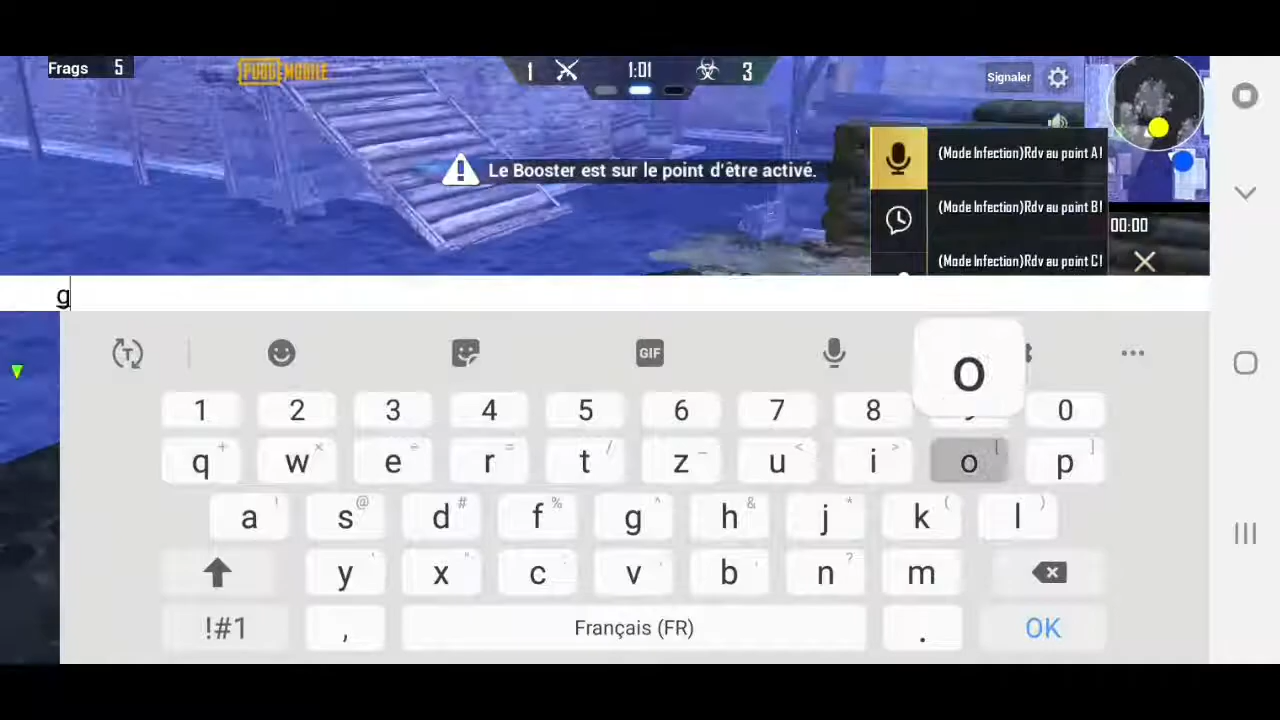 Frags 5
PUBG MOBILE
1 1:01 3
Signaler
Le Booster est sur le point d'être activé.
(Mode Infection)Rdv au point A!
(Mode Infection)Rdv au point B!
(Mode Infection)Rdv au point C!
00:00
g
T GIF
o
1 2 3 4 5 6 7 8 9 0
q + w × e ÷ r = t / z _ u < i > o [ p ]
a ! s @ d # f % g ^ h & j * k ( l )
y ' x " c : v ; b , n ? m
!#1 , Français (FR) . OK